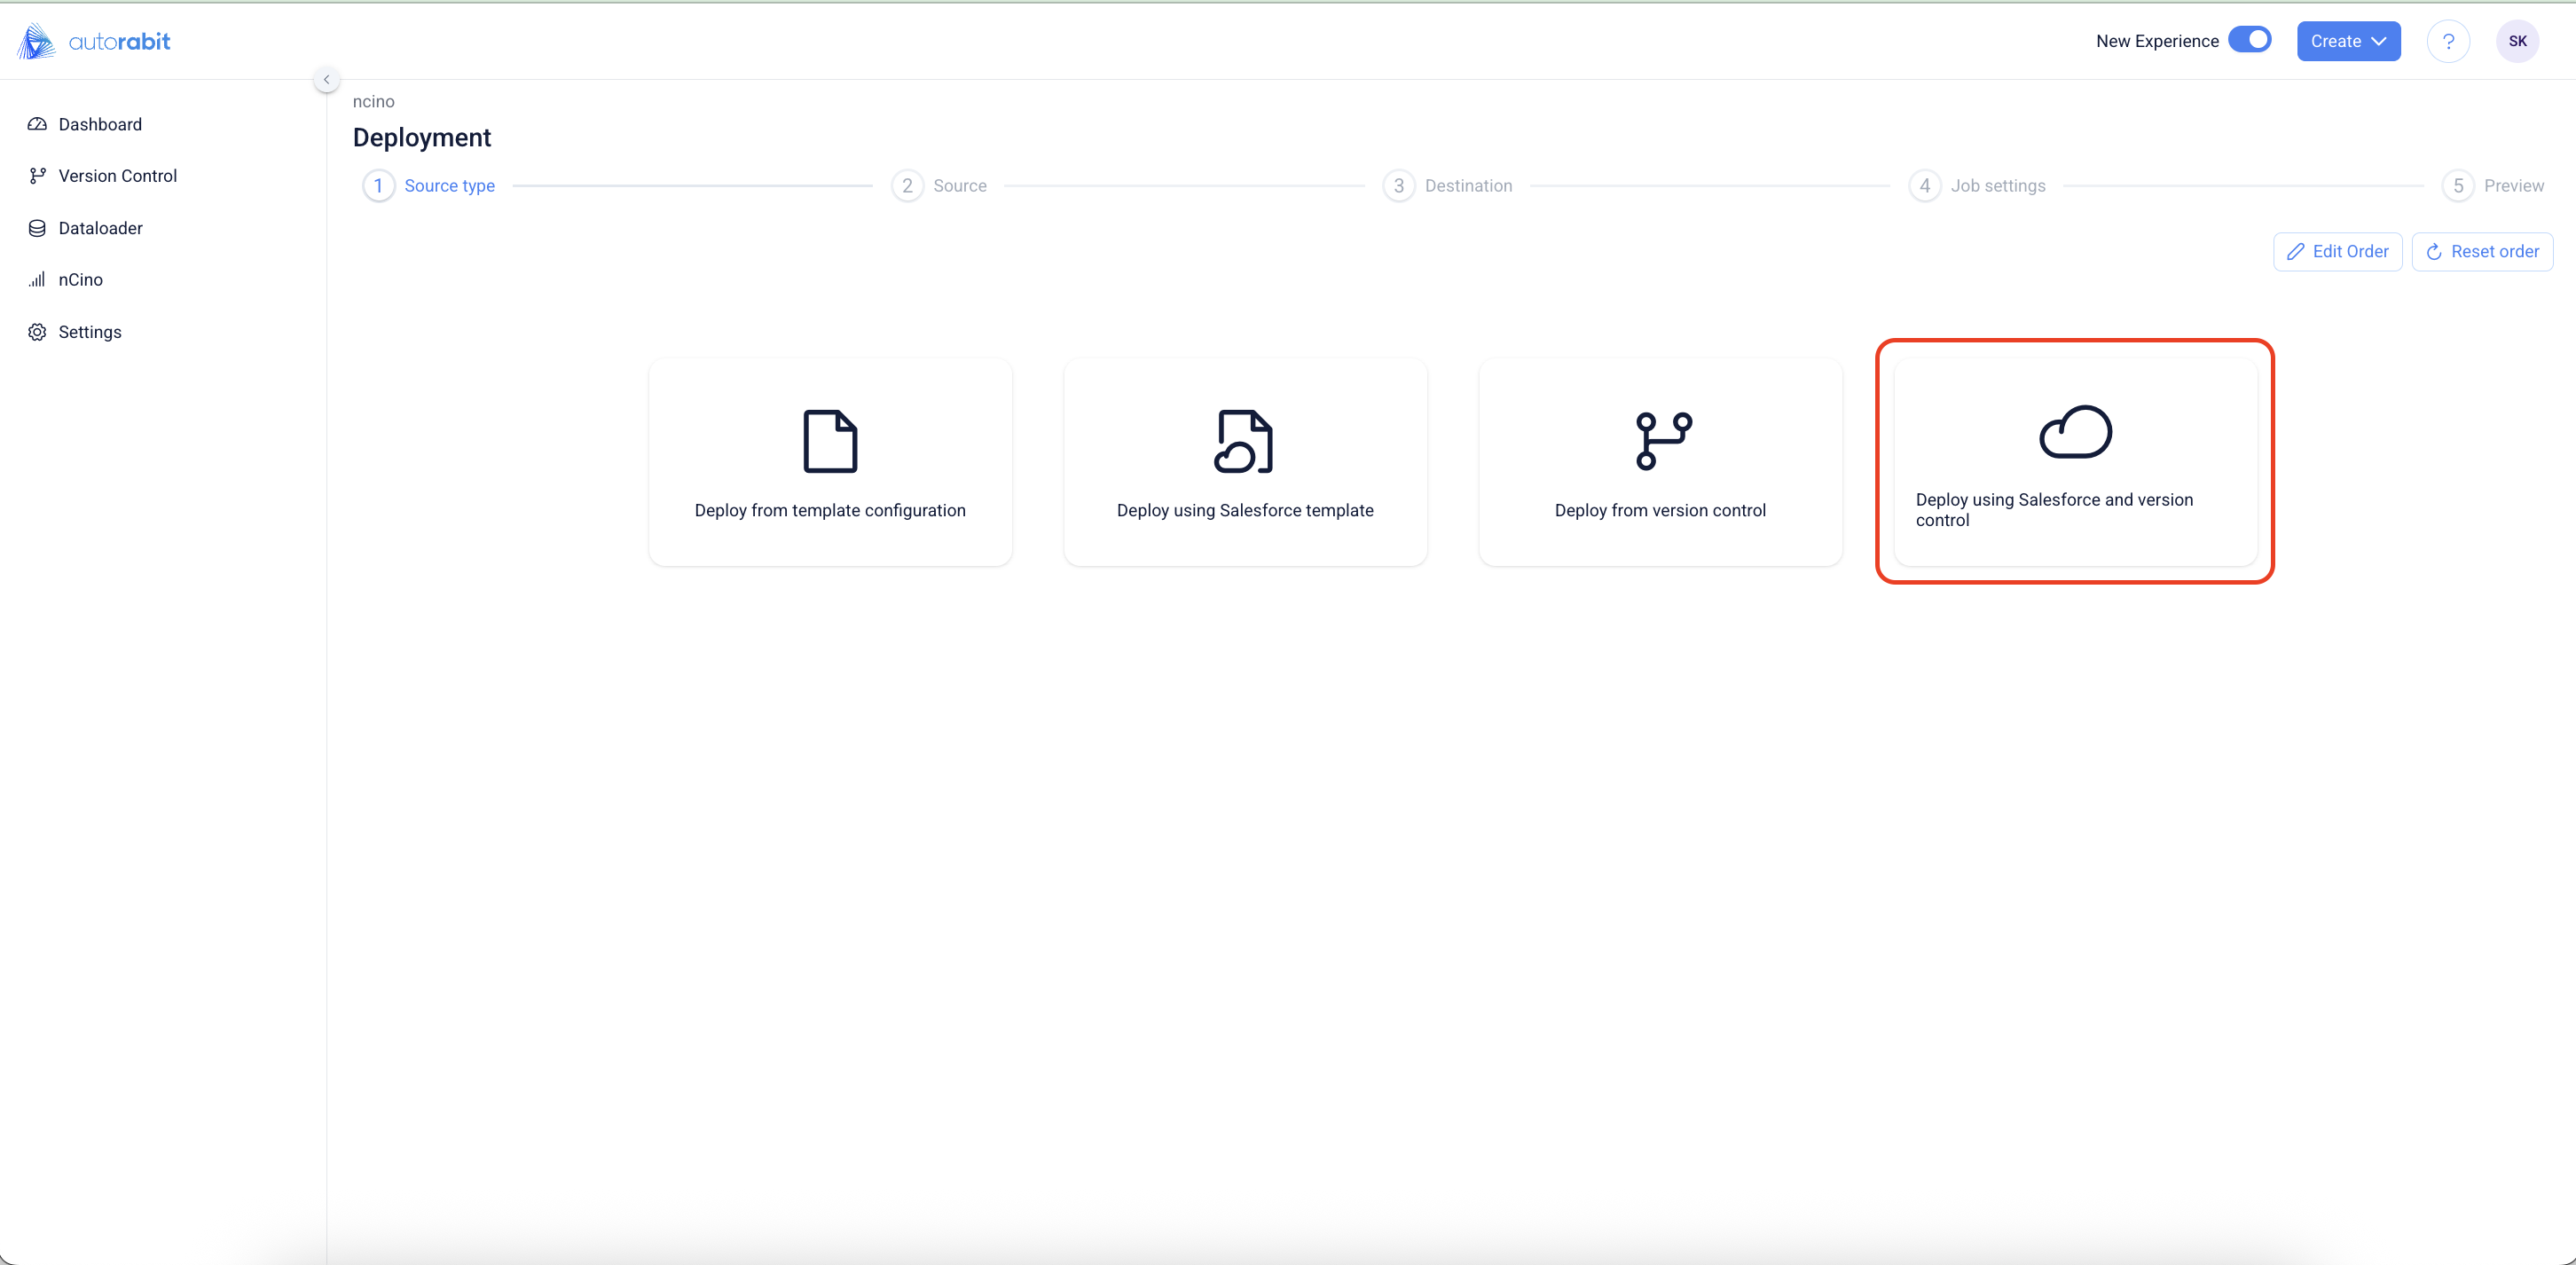 autorabit
New Experience
Create
?
SK
Dashboard
Version Control
Dataloader
nCino
Settings
ncino
Deployment
1 Source type
2 Source
3 Destination
4 Job settings
5 Preview
Edit Order
Reset order
Deploy from template configuration
Deploy using Salesforce template
Deploy from version control
Deploy using Salesforce and version
control